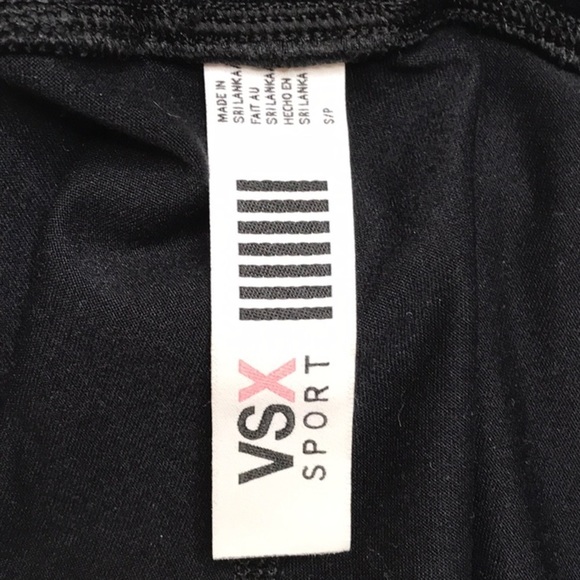 MADE IN
SRI LANKA/
FAIT AU
SRI LANKA/
HECHO EN
SRI LANKA
S/P
VSX
SPORT